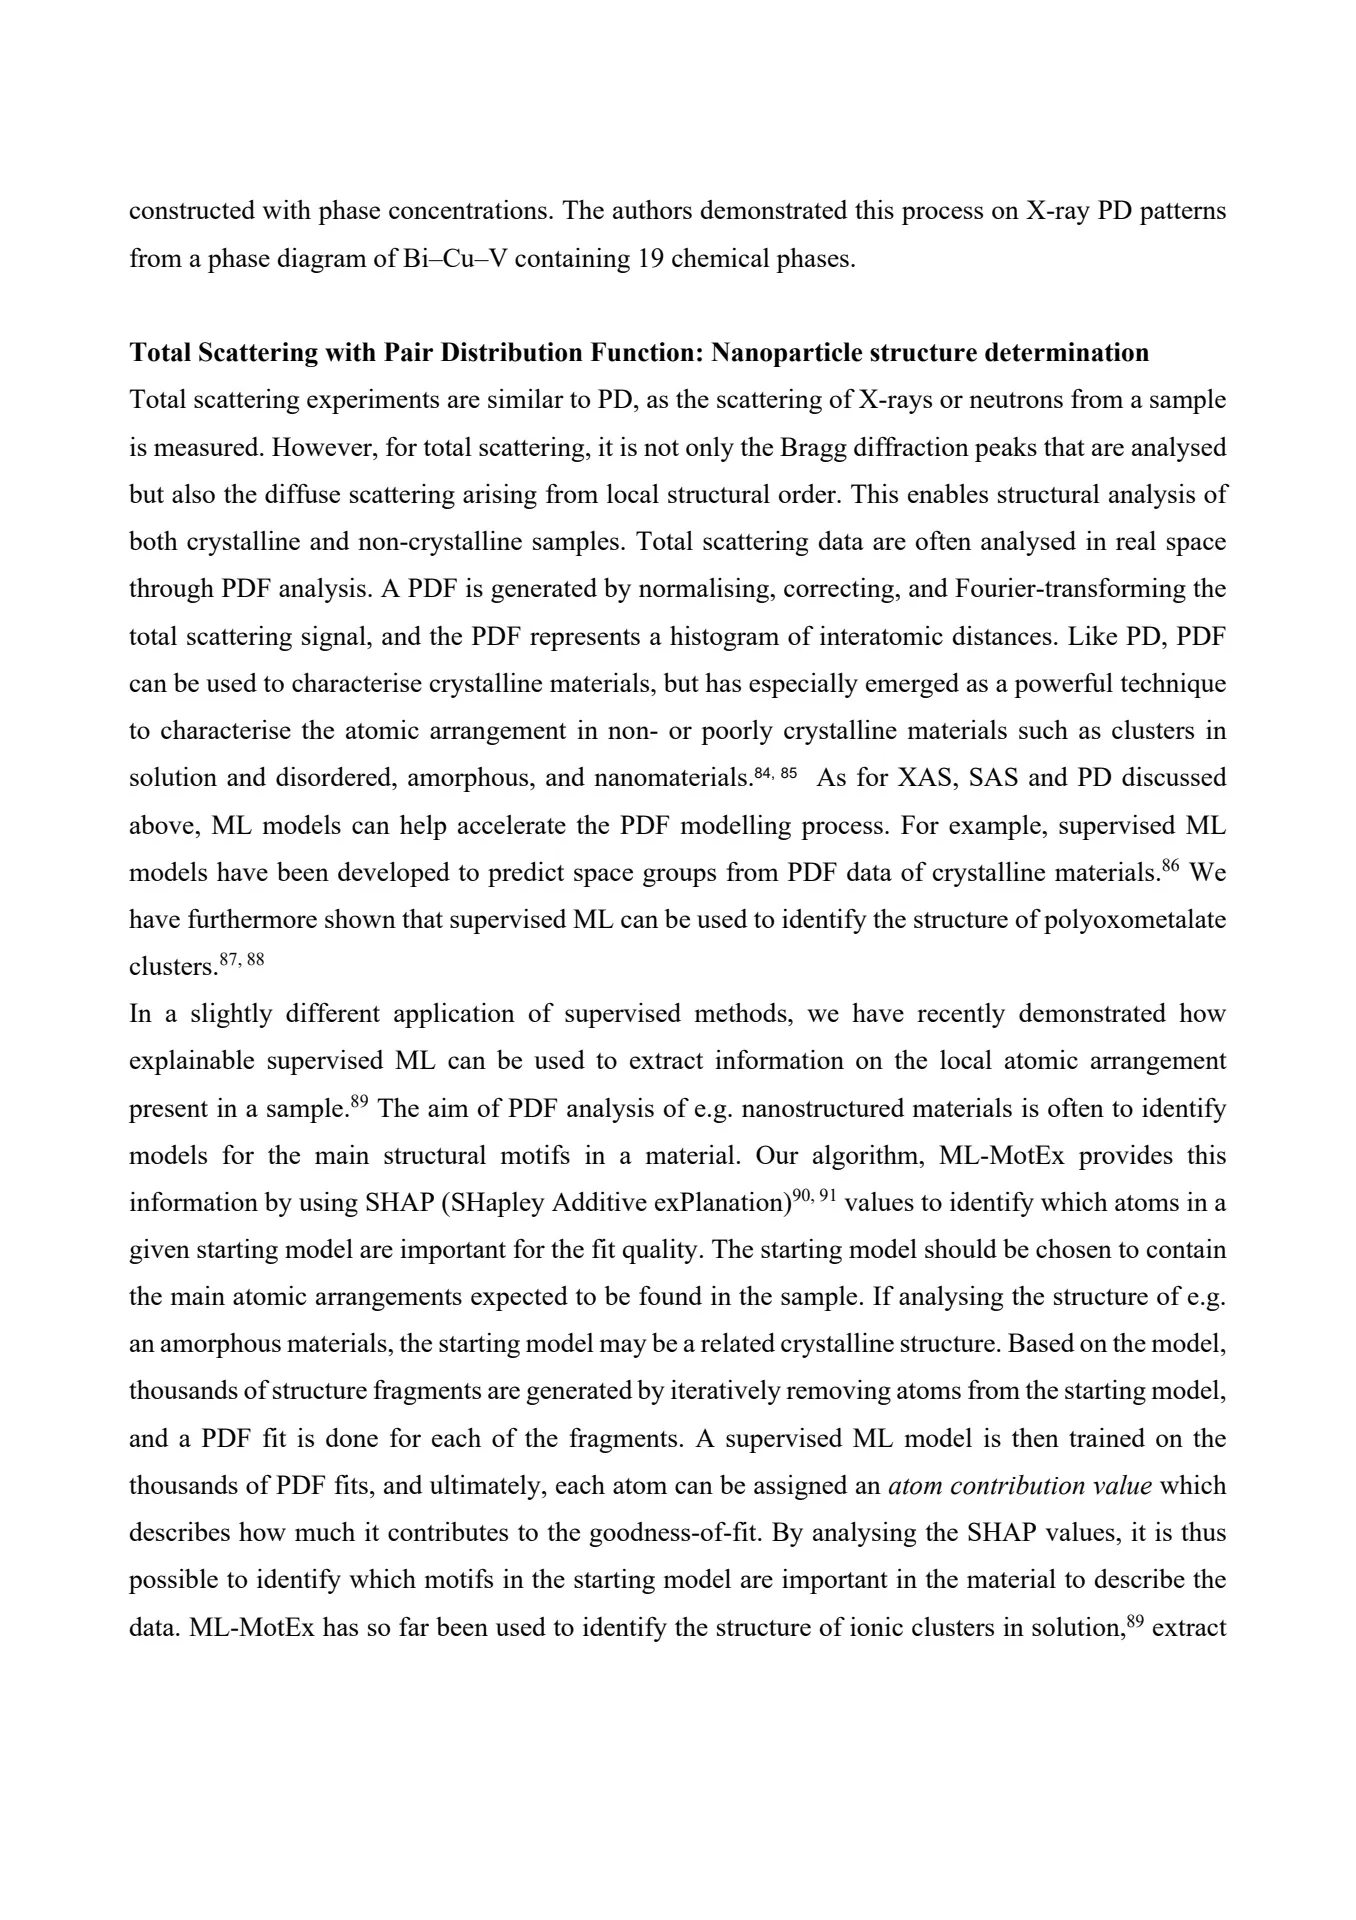 constructed with phase concentrations. The authors demonstrated this process on X-ray PD patterns
from a phase diagram of Bi–Cu–V containing 19 chemical phases.
Total Scattering with Pair Distribution Function: Nanoparticle structure determination
Total scattering experiments are similar to PD, as the scattering of X-rays or neutrons from a sample
is measured. However, for total scattering, it is not only the Bragg diffraction peaks that are analysed
but also the diffuse scattering arising from local structural order. This enables structural analysis of
both crystalline and non-crystalline samples. Total scattering data are often analysed in real space
through PDF analysis. A PDF is generated by normalising, correcting, and Fourier-transforming the
total scattering signal, and the PDF represents a histogram of interatomic distances. Like PD, PDF
can be used to characterise crystalline materials, but has especially emerged as a powerful technique
to characterise the atomic arrangement in non- or poorly crystalline materials such as clusters in
solution and disordered, amorphous, and nanomaterials.84, 85 As for XAS, SAS and PD discussed
above, ML models can help accelerate the PDF modelling process. For example, supervised ML
models have been developed to predict space groups from PDF data of crystalline materials.86 We
have furthermore shown that supervised ML can be used to identify the structure of polyoxometalate
clusters.87, 88
In a slightly different application of supervised methods, we have recently demonstrated how
explainable supervised ML can be used to extract information on the local atomic arrangement
present in a sample.89 The aim of PDF analysis of e.g. nanostructured materials is often to identify
models for the main structural motifs in a material. Our algorithm, ML-MotEx provides this
information by using SHAP (SHapley Additive exPlanation)90, 91 values to identify which atoms in a
given starting model are important for the fit quality. The starting model should be chosen to contain
the main atomic arrangements expected to be found in the sample. If analysing the structure of e.g.
an amorphous materials, the starting model may be a related crystalline structure. Based on the model,
thousands of structure fragments are generated by iteratively removing atoms from the starting model,
and a PDF fit is done for each of the fragments. A supervised ML model is then trained on the
thousands of PDF fits, and ultimately, each atom can be assigned an atom contribution value which
describes how much it contributes to the goodness-of-fit. By analysing the SHAP values, it is thus
possible to identify which motifs in the starting model are important in the material to describe the
data. ML-MotEx has so far been used to identify the structure of ionic clusters in solution,89 extract